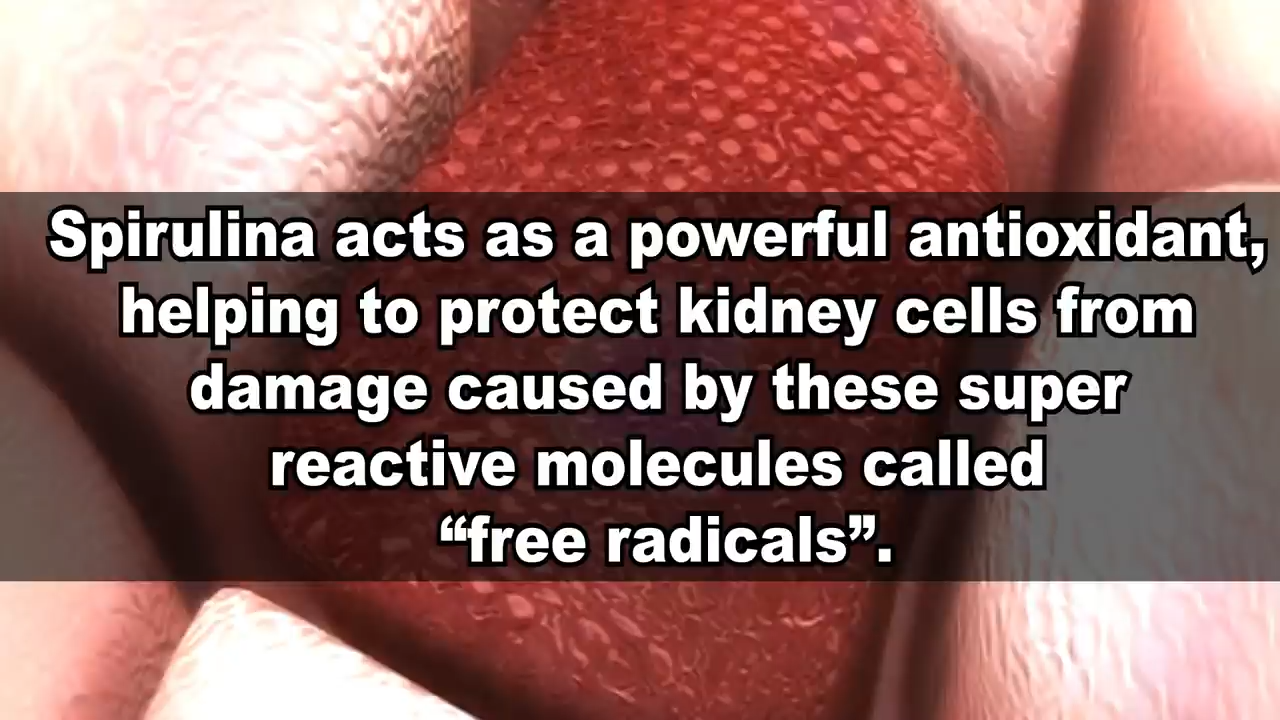 Spirulina acts as a powerful antioxidant,
helping to protect kidney cells from
damage caused by these super
reactive molecules called
“free radicals”.